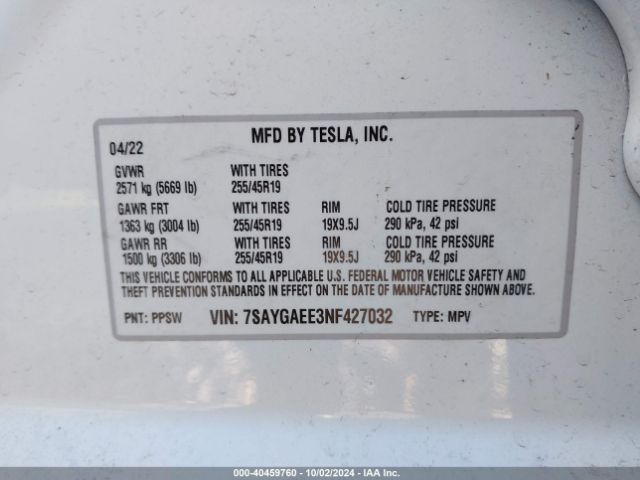 MFD BY TESLA, INC.
04/22
GVWR WITH TIRES
2571 kg (5669 lb) 255/45R19
GAWR FRT WITH TIRES RIM COLD TIRE PRESSURE
1363 kg (3004 lb) 255/45R19 19X9.5J 290 kPa, 42 psi
GAWR RR WITH TIRES RIM COLD TIRE PRESSURE
1500 kg (3306 lb) 255/45R19 19X9.5J 290 kPa, 42 psi
THIS VEHICLE CONFORMS TO ALL APPLICABLE U.S. FEDERAL MOTOR VEHICLE SAFETY AND
THEFT PREVENTION STANDARDS IN EFFECT ON THE DATE OF MANUFACTURE SHOWN ABOVE.
PNT: PPSW VIN: 7SAYGAEE3NF427032 TYPE: MPV
000-40459760 - 10/02/2024 - IAA Inc.